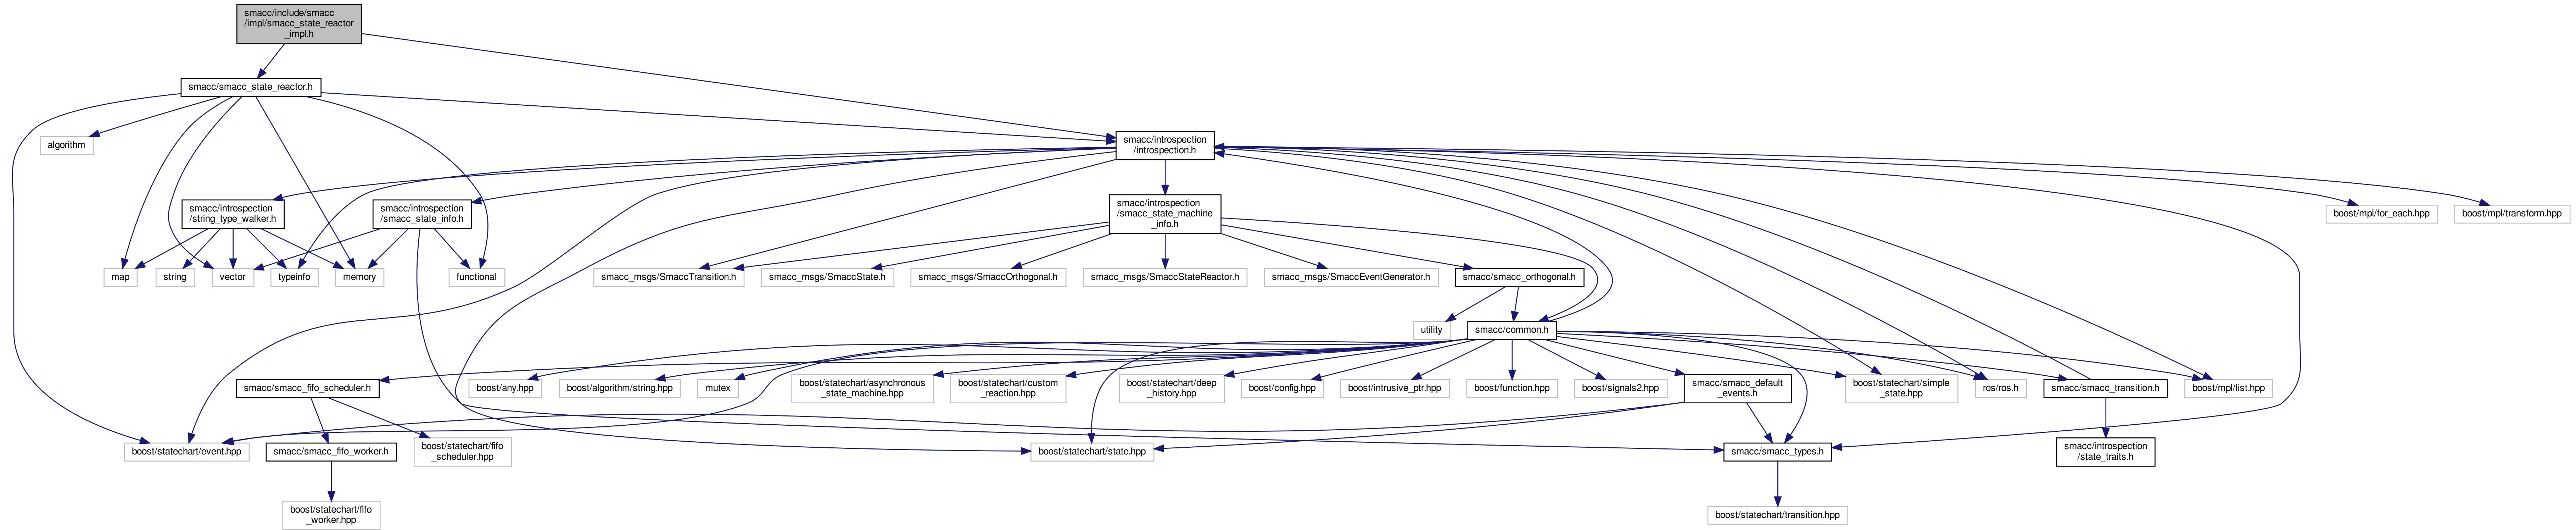 smacc/include/smacc
/impl/smacc_state_reactor
_impl.h
smacc/smacc_state_reactor.h
algorithm
smacc/introspection
/introspection.h
smacc/introspection
/string_type_walker.h
smacc/introspection
/smacc_state_info.h
smacc/introspection
/smacc_state_machine
_info.h
boost/mpl/for_each.hpp
boost/mpl/transform.hpp
map
string
vector
typeinfo
memory
functional
smacc_msgs/SmaccTransition.h
smacc_msgs/SmaccState.h
smacc_msgs/SmaccOrthogonal.h
smacc_msgs/SmaccStateReactor.h
smacc_msgs/SmaccEventGenerator.h
smacc/smacc_orthogonal.h
utility
smacc/common.h
smacc/smacc_fifo_scheduler.h
boost/any.hpp
boost/algorithm/string.hpp
mutex
boost/statechart/asynchronous
_state_machine.hpp
boost/statechart/custom
_reaction.hpp
boost/statechart/deep
_history.hpp
boost/config.hpp
boost/intrusive_ptr.hpp
boost/function.hpp
boost/signals2.hpp
smacc/smacc_default
_events.h
boost/statechart/simple
_state.hpp
ros/ros.h
smacc/smacc_transition.h
boost/mpl/list.hpp
boost/statechart/event.hpp
smacc/smacc_fifo_worker.h
boost/statechart/fifo
_scheduler.hpp
boost/statechart/state.hpp
smacc/smacc_types.h
smacc/introspection
/state_traits.h
boost/statechart/fifo
_worker.hpp
boost/statechart/transition.hpp